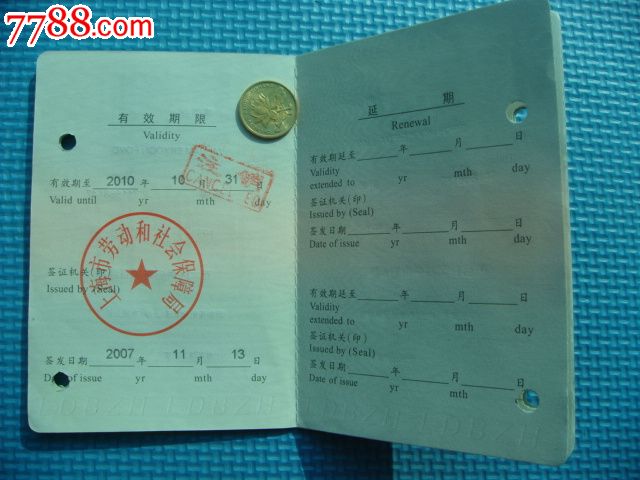 7788.com
有效期限
Validity
有效期至 2010 年 10 月 31 日
Valid until yr mth day
签证机关(印)
Issued by (Seal)
上海市劳动和社会保障局
签发日期 2007 年 11 月 13 日
Date of issue yr mth day
延期
Renewal
有效期延至 年 月 日
Validity
extended to yr mth day
签证机关(印)
Issued by (Seal)
签发日期 年 月 日
Date of issue yr mth day
有效期延至 年 月 日
Validity
extended to yr mth day
签证机关(印)
Issued by (Seal)
签发日期 年 月 日
Date of issue yr mth day